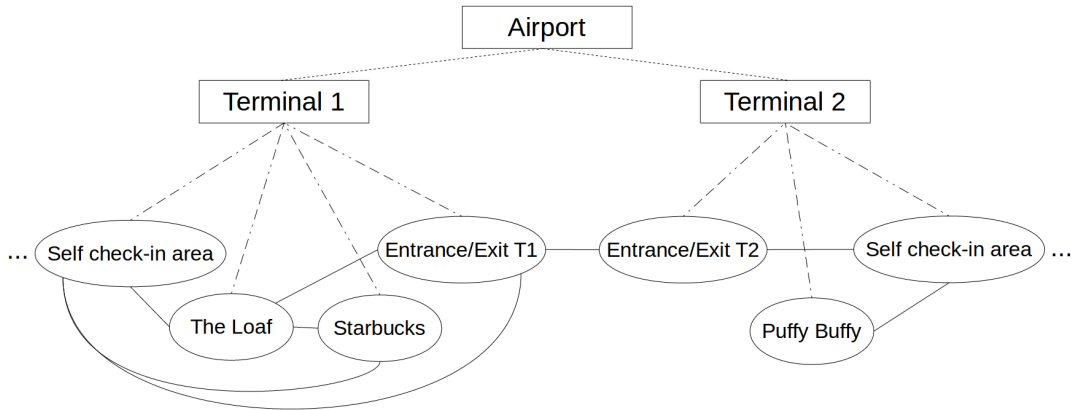 Airport
Terminal 1
Terminal 2
... Self check-in area
Entrance/Exit T1
Entrance/Exit T2
Self check-in area ...
The Loaf
Starbucks
Puffy Buffy